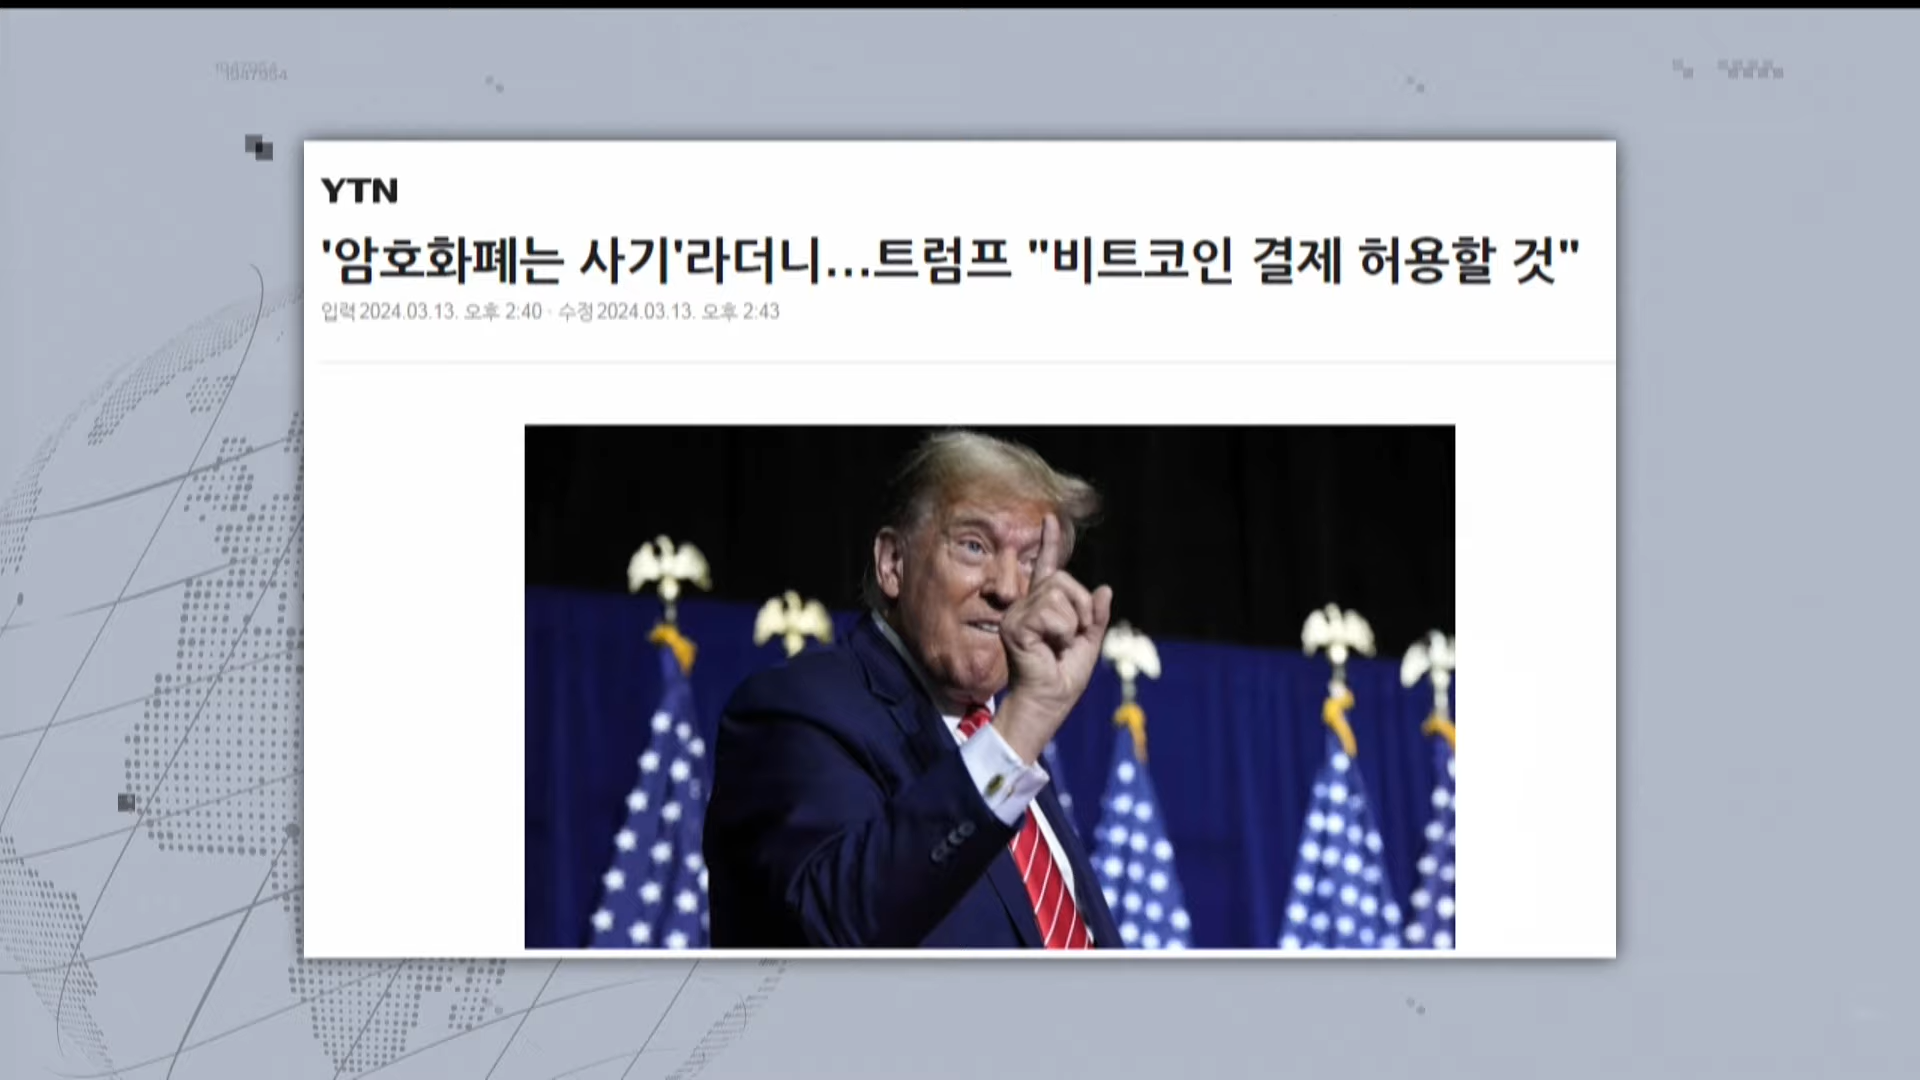 1047954
1047954
YTN
'암호화폐는 사기'라더니...트럼프 "비트코인 결제 허용할 것"
입력 2024.03.13. 오후 2:40 · 수정 2024.03.13. 오후 2:43